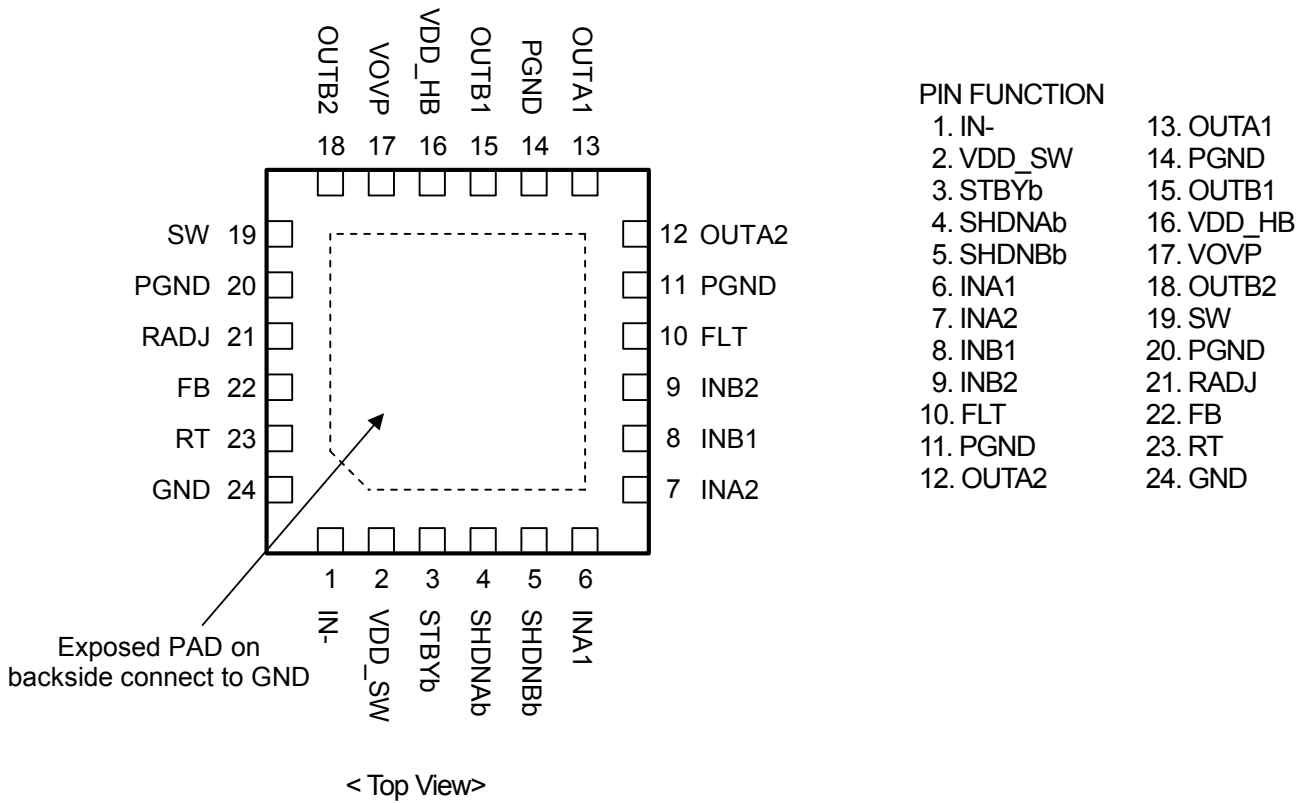 OUTB2
VOVP
VDD_HB
OUTB1
PGND
OUTA1
18 17 16 15 14 13
SW 19
PGND 20
RADJ 21
FB 22
RT 23
GND 24
12 OUTA2
11 PGND
10 FLT
9 INB2
8 INB1
7 INA2
1 2 3 4 5 6
IN-
VDD_SW
STBYb
SHDNAb
SHDNBb
INA1
Exposed PAD on
backside connect to GND
< Top View>
PIN FUNCTION
1. IN-
2. VDD_SW
3. STBYb
4. SHDNAb
5. SHDNBb
6. INA1
7. INA2
8. INB1
9. INB2
10. FLT
11. PGND
12. OUTA2
13. OUTA1
14. PGND
15. OUTB1
16. VDD_HB
17. VOVP
18. OUTB2
19. SW
20. PGND
21. RADJ
22. FB
23. RT
24. GND